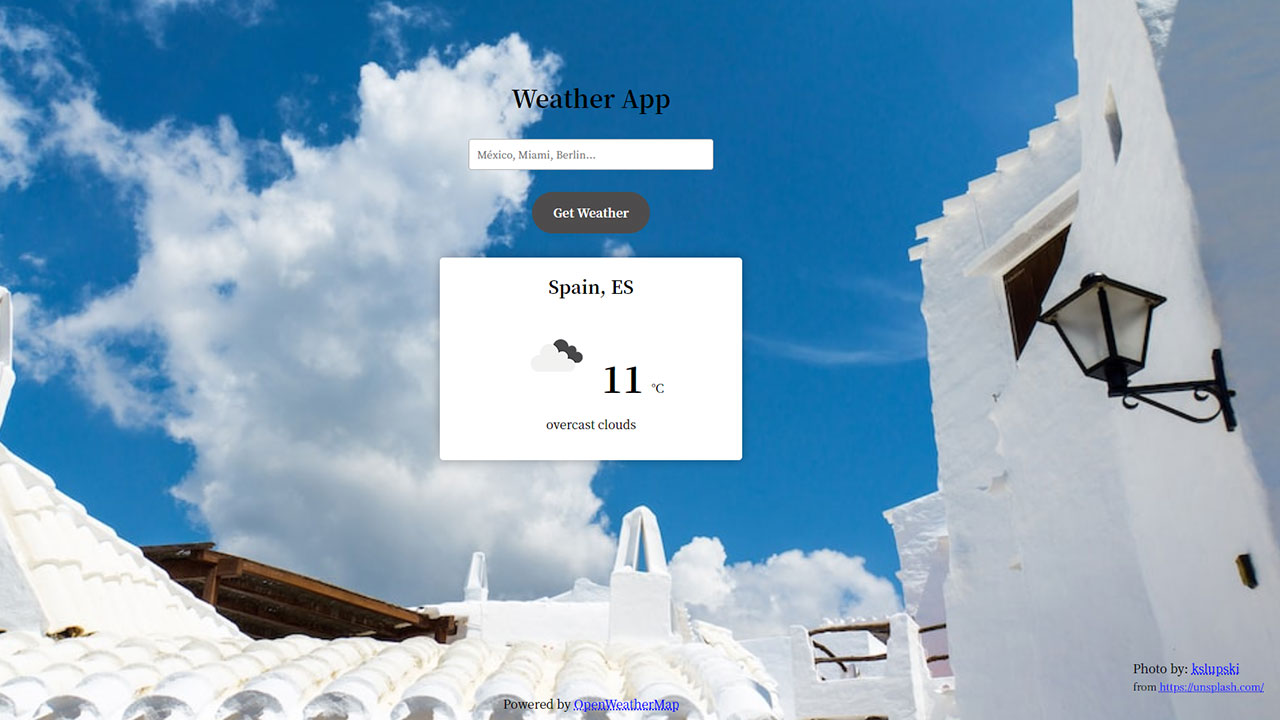 Weather App
México, Miami, Berlin...
Get Weather
Spain, ES
11 °C
overcast clouds
Photo by: kslupski
from https://unsplash.com/
Powered by OpenWeatherMap